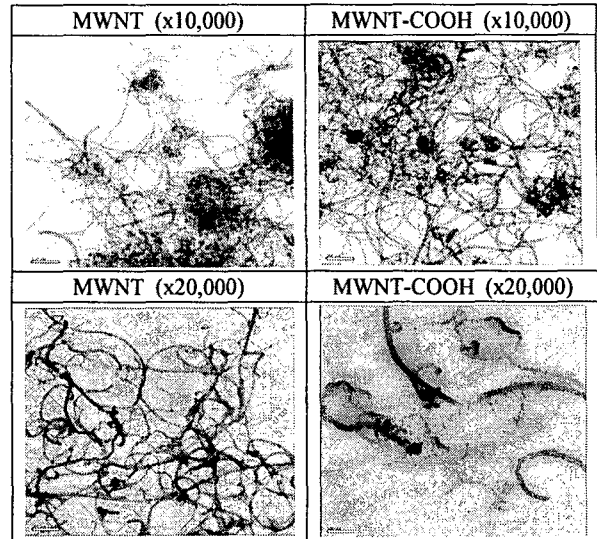 MWNT (x10,000)
MWNT-COOH (x10,000)
MWNT (x20,000)
MWNT-COOH (x20,000)